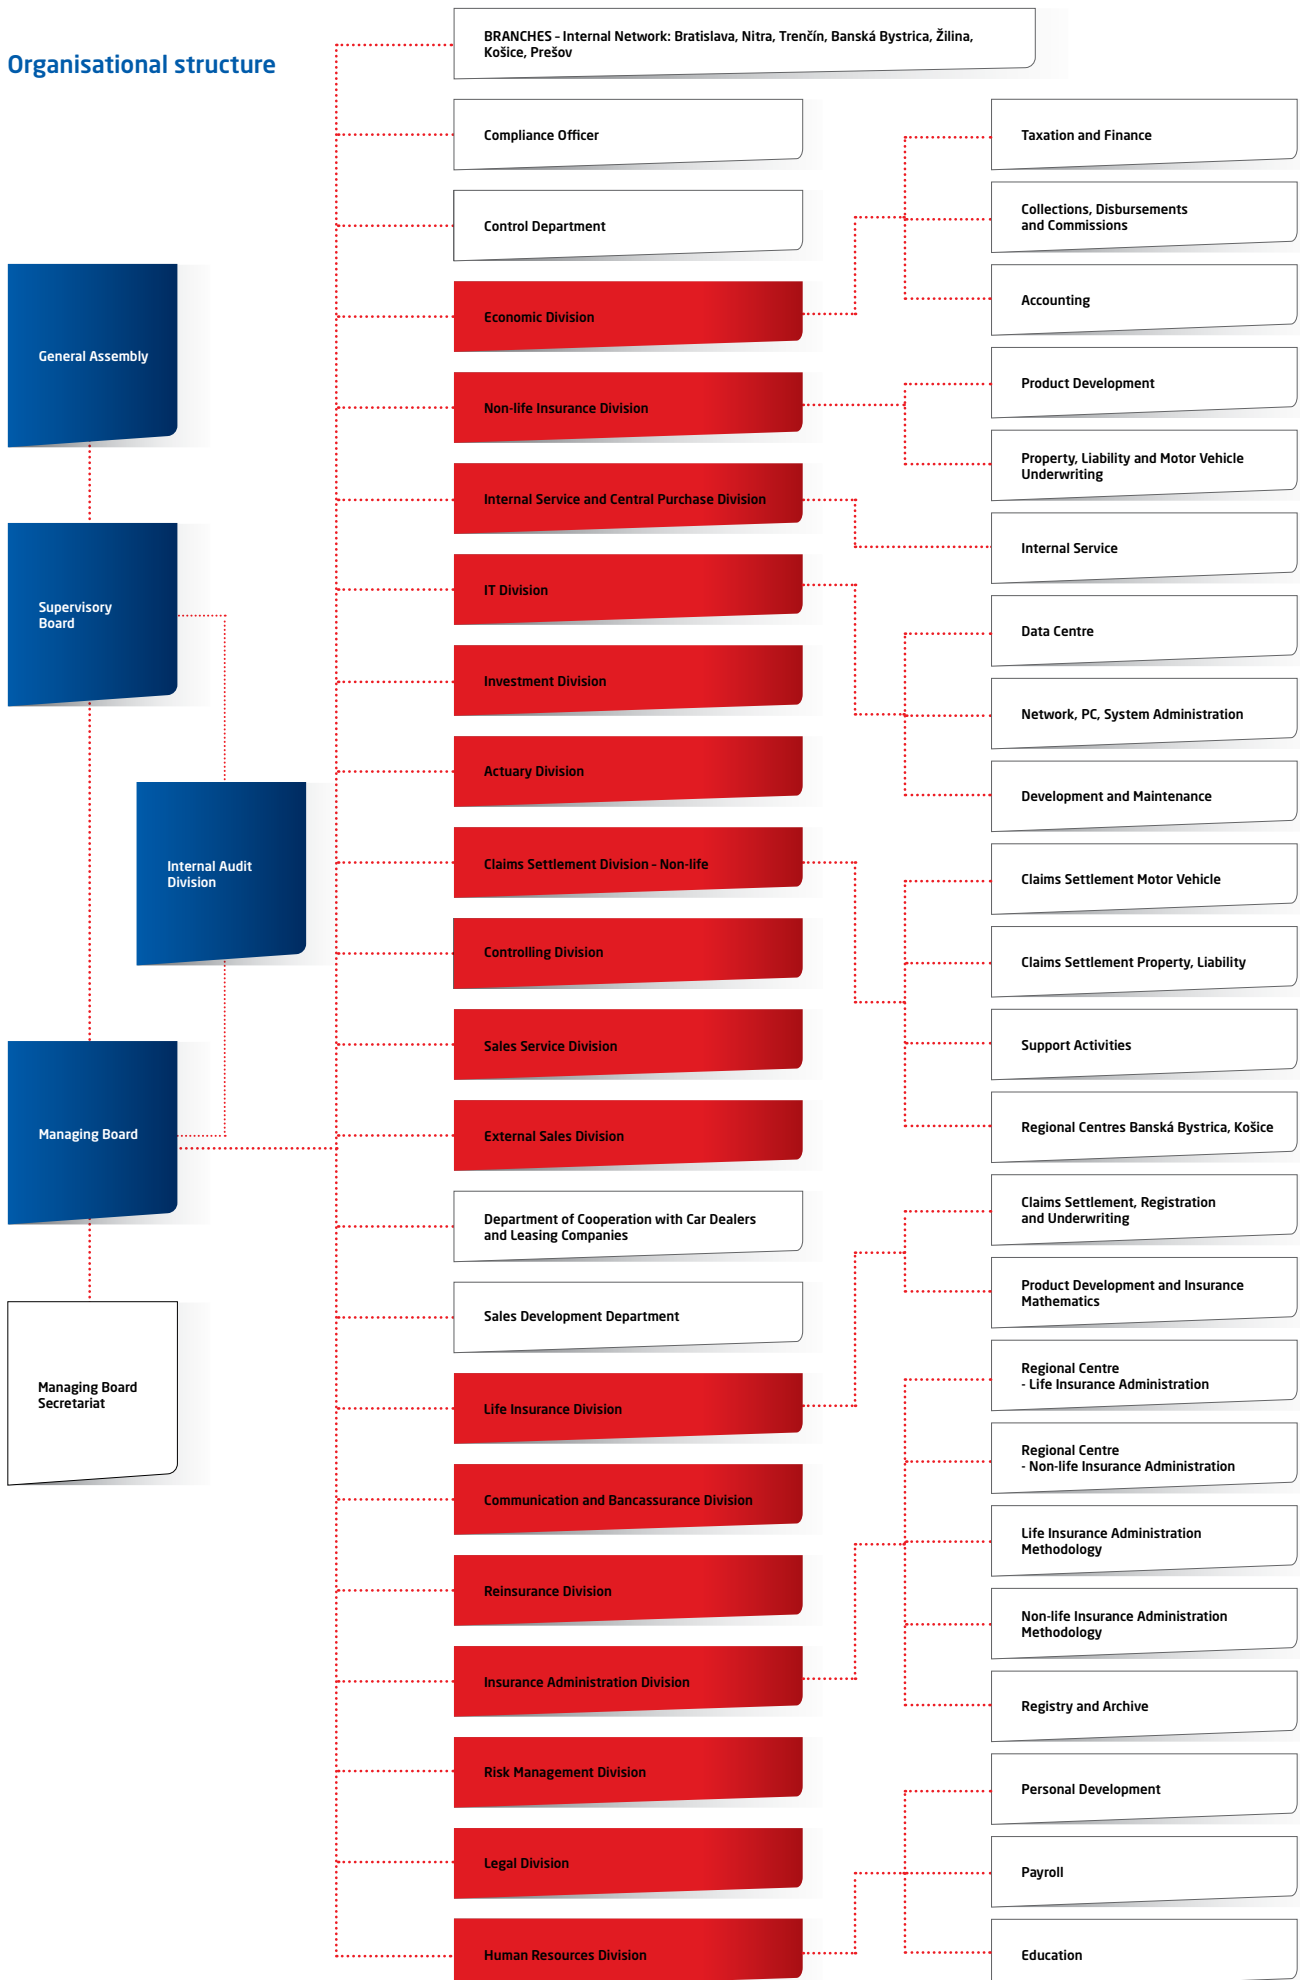 Organisational structure
General Assembly
Supervisory
Board
Internal Audit
Division
Managing Board
Managing Board
Secretariat
BRANCHES - Internal Network: Bratislava, Nitra, Trenčín, Banská Bystrica, Žilina,
Košice, Prešov
Compliance Officer
Control Department
Economic Division
Non-life Insurance Division
Internal Service and Central Purchase Division
IT Division
Investment Division
Actuary Division
Claims Settlement Division - Non-life
Controlling Division
Sales Service Division
External Sales Division
Department of Cooperation with Car Dealers
and Leasing Companies
Sales Development Department
Life Insurance Division
Communication and Bancassurance Division
Reinsurance Division
Insurance Administration Division
Risk Management Division
Legal Division
Human Resources Division
Taxation and Finance
Collections, Disbursements
and Commissions
Accounting
Product Development
Property, Liability and Motor Vehicle
Underwriting
Internal Service
Data Centre
Network, PC, System Administration
Development and Maintenance
Claims Settlement Motor Vehicle
Claims Settlement Property, Liability
Support Activities
Regional Centres Banská Bystrica, Košice
Claims Settlement, Registration
and Underwriting
Product Development and Insurance
Mathematics
Regional Centre
- Life Insurance Administration
Regional Centre
- Non-life Insurance Administration
Life Insurance Administration
Methodology
Non-life Insurance Administration
Methodology
Registry and Archive
Personal Development
Payroll
Education